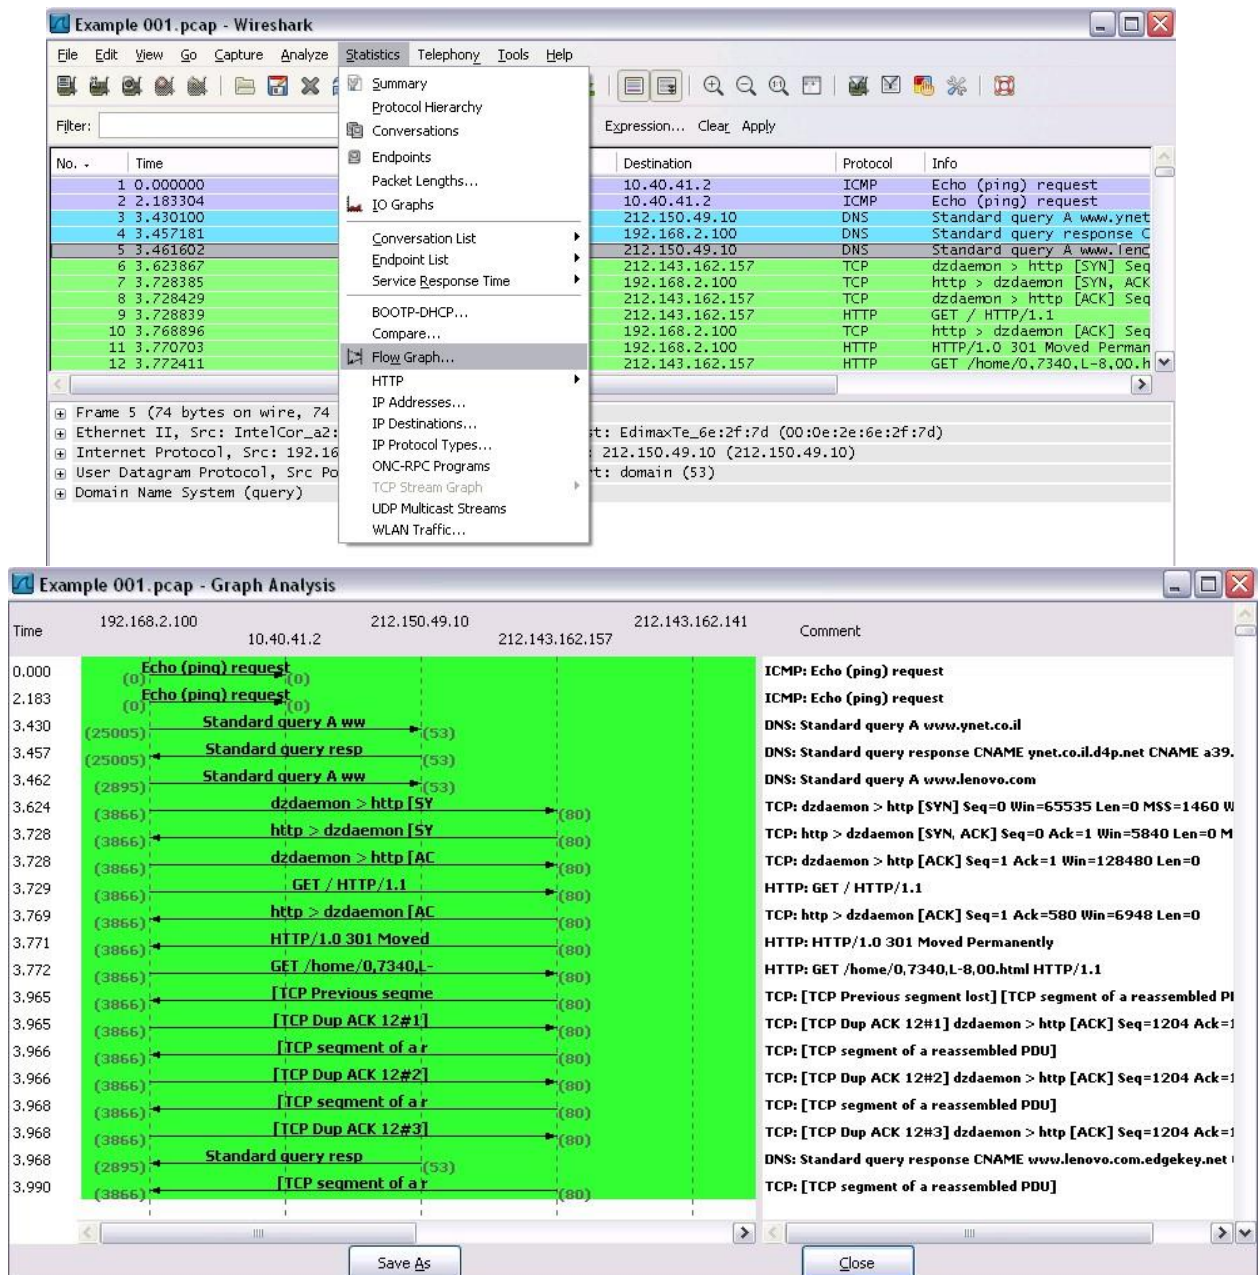 Example 001.pcap - Wireshark
File Edit View Go Capture Analyze Statistics Telephony Tools Help
Summary
Protocol Hierarchy
Conversations
Endpoints
Packet Lengths...
IO Graphs
Conversation List
Endpoint List
Service Response Time
BOOTP-DHCP...
Compare...
Flow Graph...
HTTP
IP Addresses...
IP Destinations...
IP Protocol Types...
ONC-RPC Programs
TCP Stream Graph
UDP Multicast Streams
WLAN Traffic...
Filter: Expression... Clear Apply
No. - Time Destination Protocol Info
1 0.000000 10.40.41.2 ICMP Echo (ping) request
2 2.183304 10.40.41.2 ICMP Echo (ping) request
3 3.430100 212.150.49.10 DNS Standard query A www.ynet
4 3.457181 192.168.2.100 DNS Standard query response C
5 3.461602 212.150.49.10 DNS Standard query A www.lenc
6 3.623867 212.143.162.157 TCP dzdaemon > http [SYN] Seq
7 3.728385 192.168.2.100 TCP http > dzdaemon [SYN, ACK
8 3.728429 212.143.162.157 TCP dzdaemon > http [ACK] Seq
9 3.728839 212.143.162.157 HTTP GET / HTTP/1.1
10 3.768896 192.168.2.100 TCP http > dzdaemon [ACK] Seq
11 3.770703 192.168.2.100 HTTP HTTP/1.0 301 Moved Perman
12 3.772411 212.143.162.157 HTTP GET /home/0,7340,L-8,00.h
Frame 5 (74 bytes on wire, 74
Ethernet II, Src: IntelCor_a2: st: EdimaxTe_6e:2f:7d (00:0e:2e:6e:2f:7d)
Internet Protocol, Src: 192.16 : 212.150.49.10 (212.150.49.10)
User Datagram Protocol, Src Po rt: domain (53)
Domain Name System (query)
Example 001.pcap - Graph Analysis
Time 192.168.2.100 10.40.41.2 212.150.49.10 212.143.162.157 212.143.162.141 Comment
0.000 Echo (ping) request (0) (0) ICMP: Echo (ping) request
2.183 Echo (ping) request (0) (0) ICMP: Echo (ping) request
3.430 Standard query A ww (25005) (53) DNS: Standard query A www.ynet.co.il
3.457 Standard query resp (25005) (53) DNS: Standard query response CNAME ynet.co.il.d4p.net CNAME a39.
3.462 Standard query A ww (2895) (53) DNS: Standard query A www.lenovo.com
3.624 dzdaemon > http [SY (3866) (80) TCP: dzdaemon > http [SYN] Seq=0 Win=65535 Len=0 MSS=1460 W
3.728 http > dzdaemon [SY (3866) (80) TCP: http > dzdaemon [SYN, ACK] Seq=0 Ack=1 Win=5840 Len=0 M
3.728 dzdaemon > http [AC (3866) (80) TCP: dzdaemon > http [ACK] Seq=1 Ack=1 Win=128480 Len=0
3.729 GET / HTTP/1.1 (3866) (80) HTTP: GET / HTTP/1.1
3.769 http > dzdaemon [AC (3866) (80) TCP: http > dzdaemon [ACK] Seq=1 Ack=580 Win=6948 Len=0
3.771 HTTP/1.0 301 Moved (3866) (80) HTTP: HTTP/1.0 301 Moved Permanently
3.772 GET /home/0,7340,L- (3866) (80) HTTP: GET /home/0,7340,L-8,00.html HTTP/1.1
3.965 [TCP Previous segme (3866) (80) TCP: [TCP Previous segment lost] [TCP segment of a reassembled PI
3.965 [TCP Dup ACK 12#1] (3866) (80) TCP: [TCP Dup ACK 12#1] dzdaemon > http [ACK] Seq=1204 Ack=1
3.966 [TCP segment of a r (3866) (80) TCP: [TCP segment of a reassembled PDU]
3.966 [TCP Dup ACK 12#2] (3866) (80) TCP: [TCP Dup ACK 12#2] dzdaemon > http [ACK] Seq=1204 Ack=1
3.968 [TCP segment of a r (3866) (80) TCP: [TCP segment of a reassembled PDU]
3.968 [TCP Dup ACK 12#3] (3866) (80) TCP: [TCP Dup ACK 12#3] dzdaemon > http [ACK] Seq=1204 Ack=1
3.968 Standard query resp (2895) (53) DNS: Standard query response CNAME www.lenovo.com.edgekey.net
3.990 [TCP segment of a r (3866) (80) TCP: [TCP segment of a reassembled PDU]
Save As Close